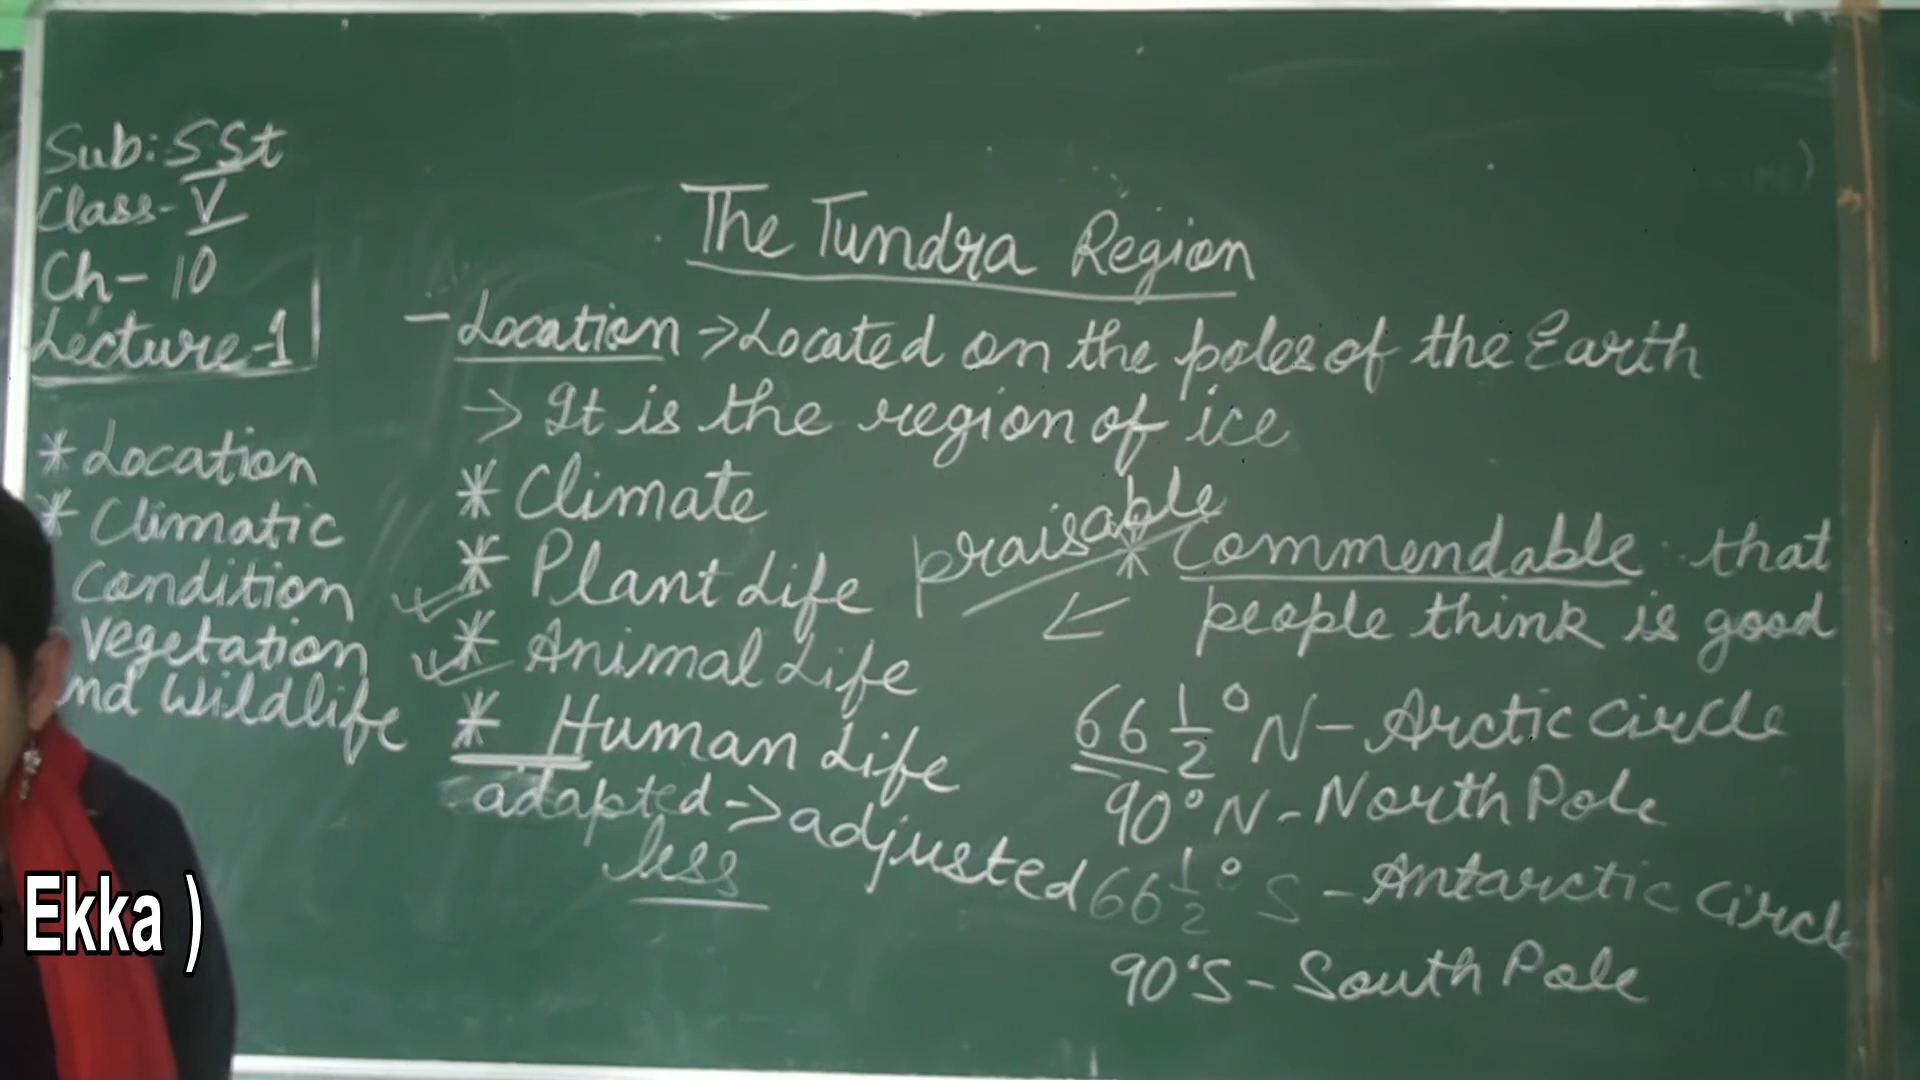 Sub: SSt
Class- V
Ch- 10
Lecture-1
* Location
* Climatic
Condition
Vegetation
nd Wildlife
The Tundra Region
- Location → Located on the poles of the Earth
→ It is the region of ice
* Climate
* Plant Life
* Animal Life
* Human Life
adapted -> adjusted
less
praisable
* Commendable: that
people think is good
66 1/2° N - Arctic Circle
90° N - North Pole
66 1/2° S - Antarctic Circle
90°S - South Pole
Ekka )